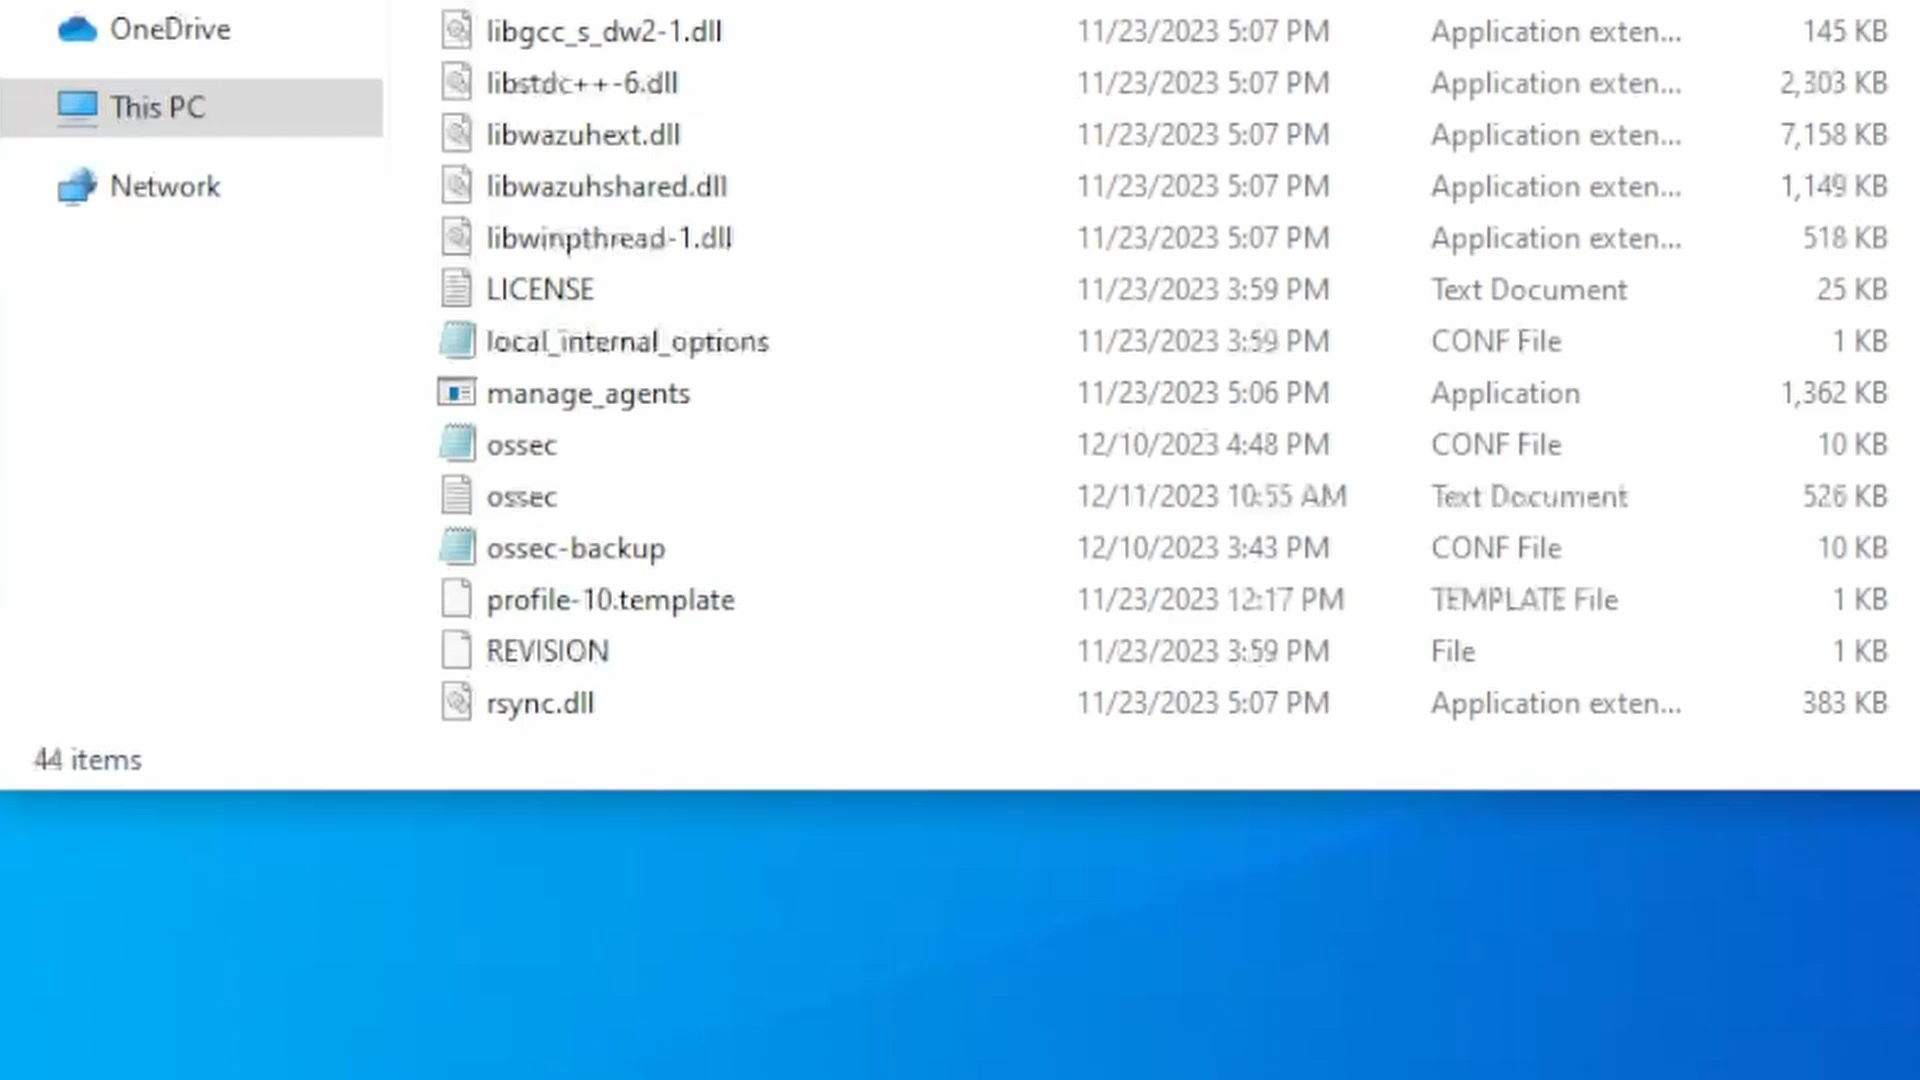 OneDrive
This PC
Network
libgcc_s_dw2-1.dll 11/23/2023 5:07 PM Application exten... 145 KB
libstdc++-6.dll 11/23/2023 5:07 PM Application exten... 2,303 KB
libwazuhext.dll 11/23/2023 5:07 PM Application exten... 7,158 KB
libwazuhshared.dll 11/23/2023 5:07 PM Application exten... 1,149 KB
libwinpthread-1.dll 11/23/2023 5:07 PM Application exten... 518 KB
LICENSE 11/23/2023 3:59 PM Text Document 25 KB
local_internal_options 11/23/2023 3:59 PM CONF File 1 KB
manage_agents 11/23/2023 5:06 PM Application 1,362 KB
ossec 12/10/2023 4:48 PM CONF File 10 KB
ossec 12/11/2023 10:55 AM Text Document 526 KB
ossec-backup 12/10/2023 3:43 PM CONF File 10 KB
profile-10.template 11/23/2023 12:17 PM TEMPLATE File 1 KB
REVISION 11/23/2023 3:59 PM File 1 KB
rsync.dll 11/23/2023 5:07 PM Application exten... 383 KB
44 items